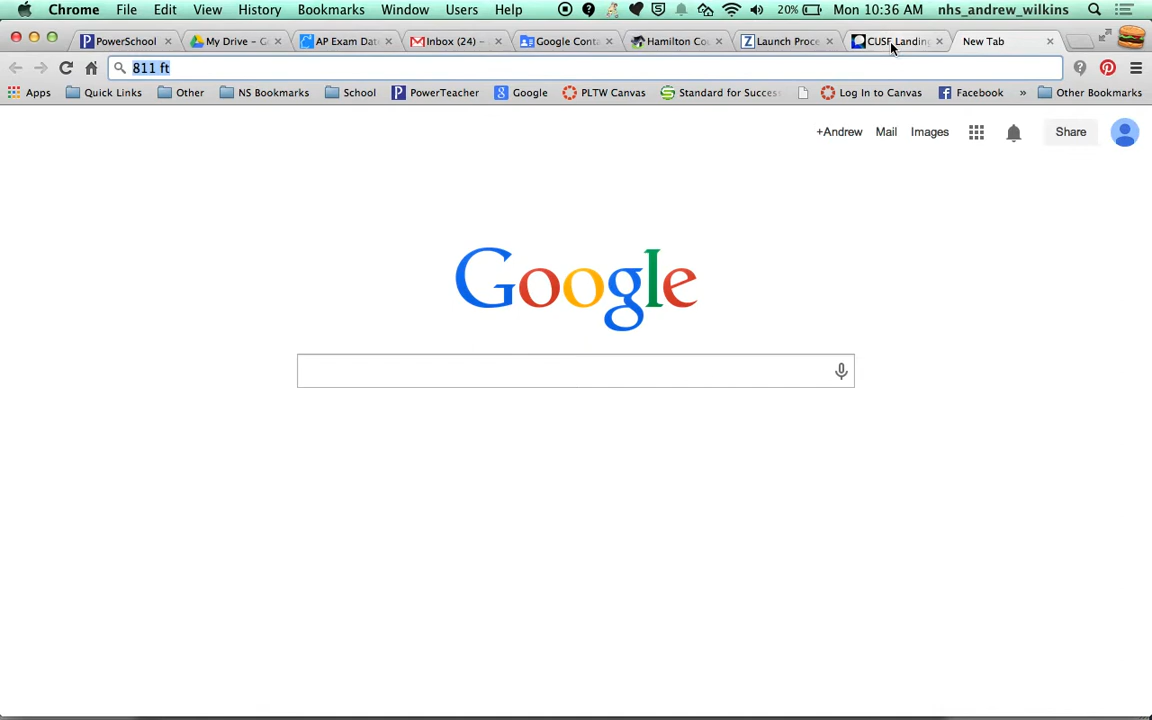 Chrome File Edit View History Bookmarks Window Users Help 20% Mon 10:36 AM nhs_andrew_wilkins
PowerSchool My Drive – G AP Exam Dat Inbox (24) – Google Conta Hamilton Co Launch Proce CUSF Landing New Tab
811 ft
Apps Quick Links Other NS Bookmarks School PowerTeacher Google PLTW Canvas Standard for Success Log In to Canvas Facebook » Other Bookmarks
+Andrew Mail Images Share
Google